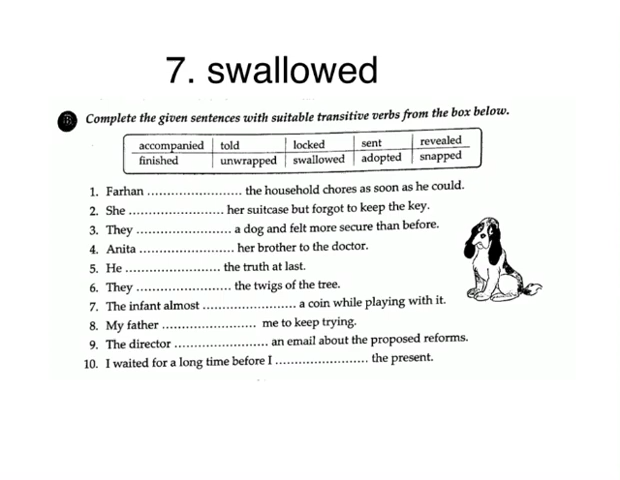 7. swallowed
B Complete the given sentences with suitable transitive verbs from the box below.
accompanied told locked sent revealed
finished unwrapped swallowed adopted snapped
1. Farhan ........................ the household chores as soon as he could.
2. She ........................ her suitcase but forgot to keep the key.
3. They ........................ a dog and felt more secure than before.
4. Anita ........................ her brother to the doctor.
5. He ........................ the truth at last.
6. They ........................ the twigs of the tree.
7. The infant almost ........................ a coin while playing with it.
8. My father ........................ me to keep trying.
9. The director ........................ an email about the proposed reforms.
10. I waited for a long time before I ........................ the present.